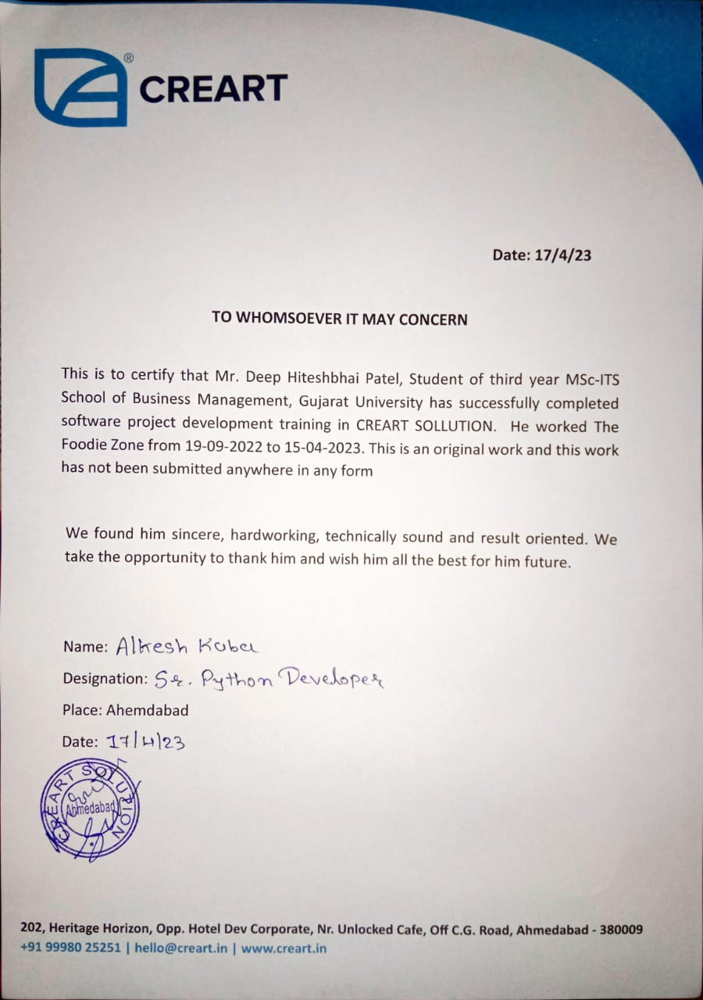 ®
CREART
Date: 17/4/23
TO WHOMSOEVER IT MAY CONCERN
This is to certify that Mr. Deep Hiteshbhai Patel, Student of third year MSc-ITS
School of Business Management, Gujarat University has successfully completed
software project development training in CREART SOLLUTION. He worked The
Foodie Zone from 19-09-2022 to 15-04-2023. This is an original work and this work
has not been submitted anywhere in any form
We found him sincere, hardworking, technically sound and result oriented. We
take the opportunity to thank him and wish him all the best for him future.
Name: Alkesh
Designation: Sr. Python Developer
Place: Ahemdabad
Date: 17/4/23
CREART SOLUTION
Ahmedabad
202, Heritage Horizon, Opp. Hotel Dev Corporate, Nr. Unlocked Cafe, Off C.G. Road, Ahmedabad - 380009
+91 99980 25251 | hello@creart.in | www.creart.in